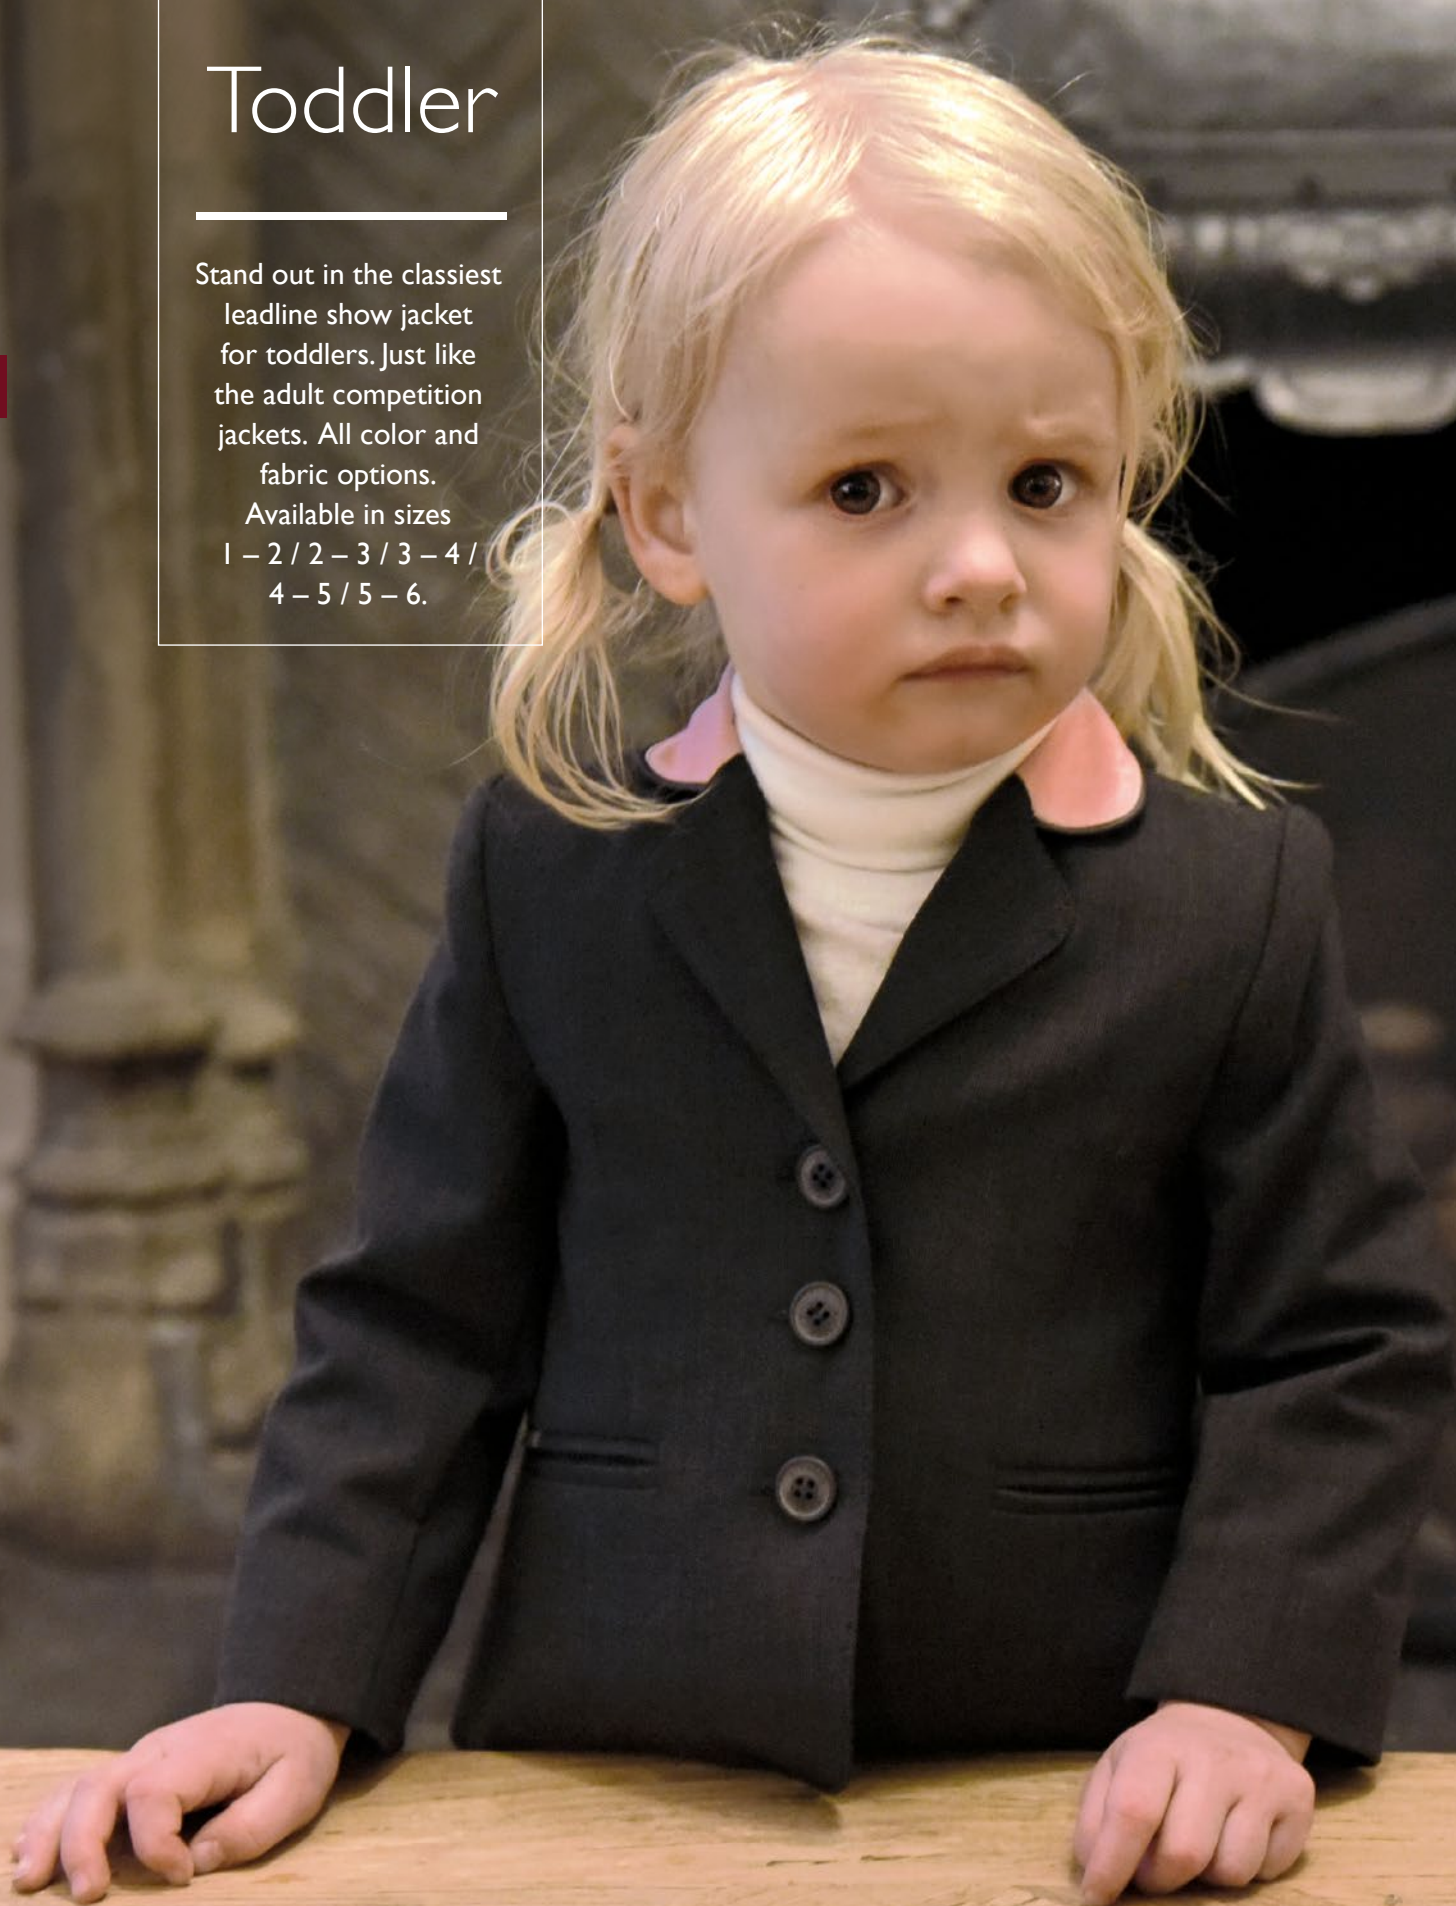 Toddler
Stand out in the classiest
leadline show jacket
for toddlers. Just like
the adult competition
jackets. All color and
fabric options.
Available in sizes
1 – 2 / 2 – 3 / 3 – 4 /
4 – 5 / 5 – 6.